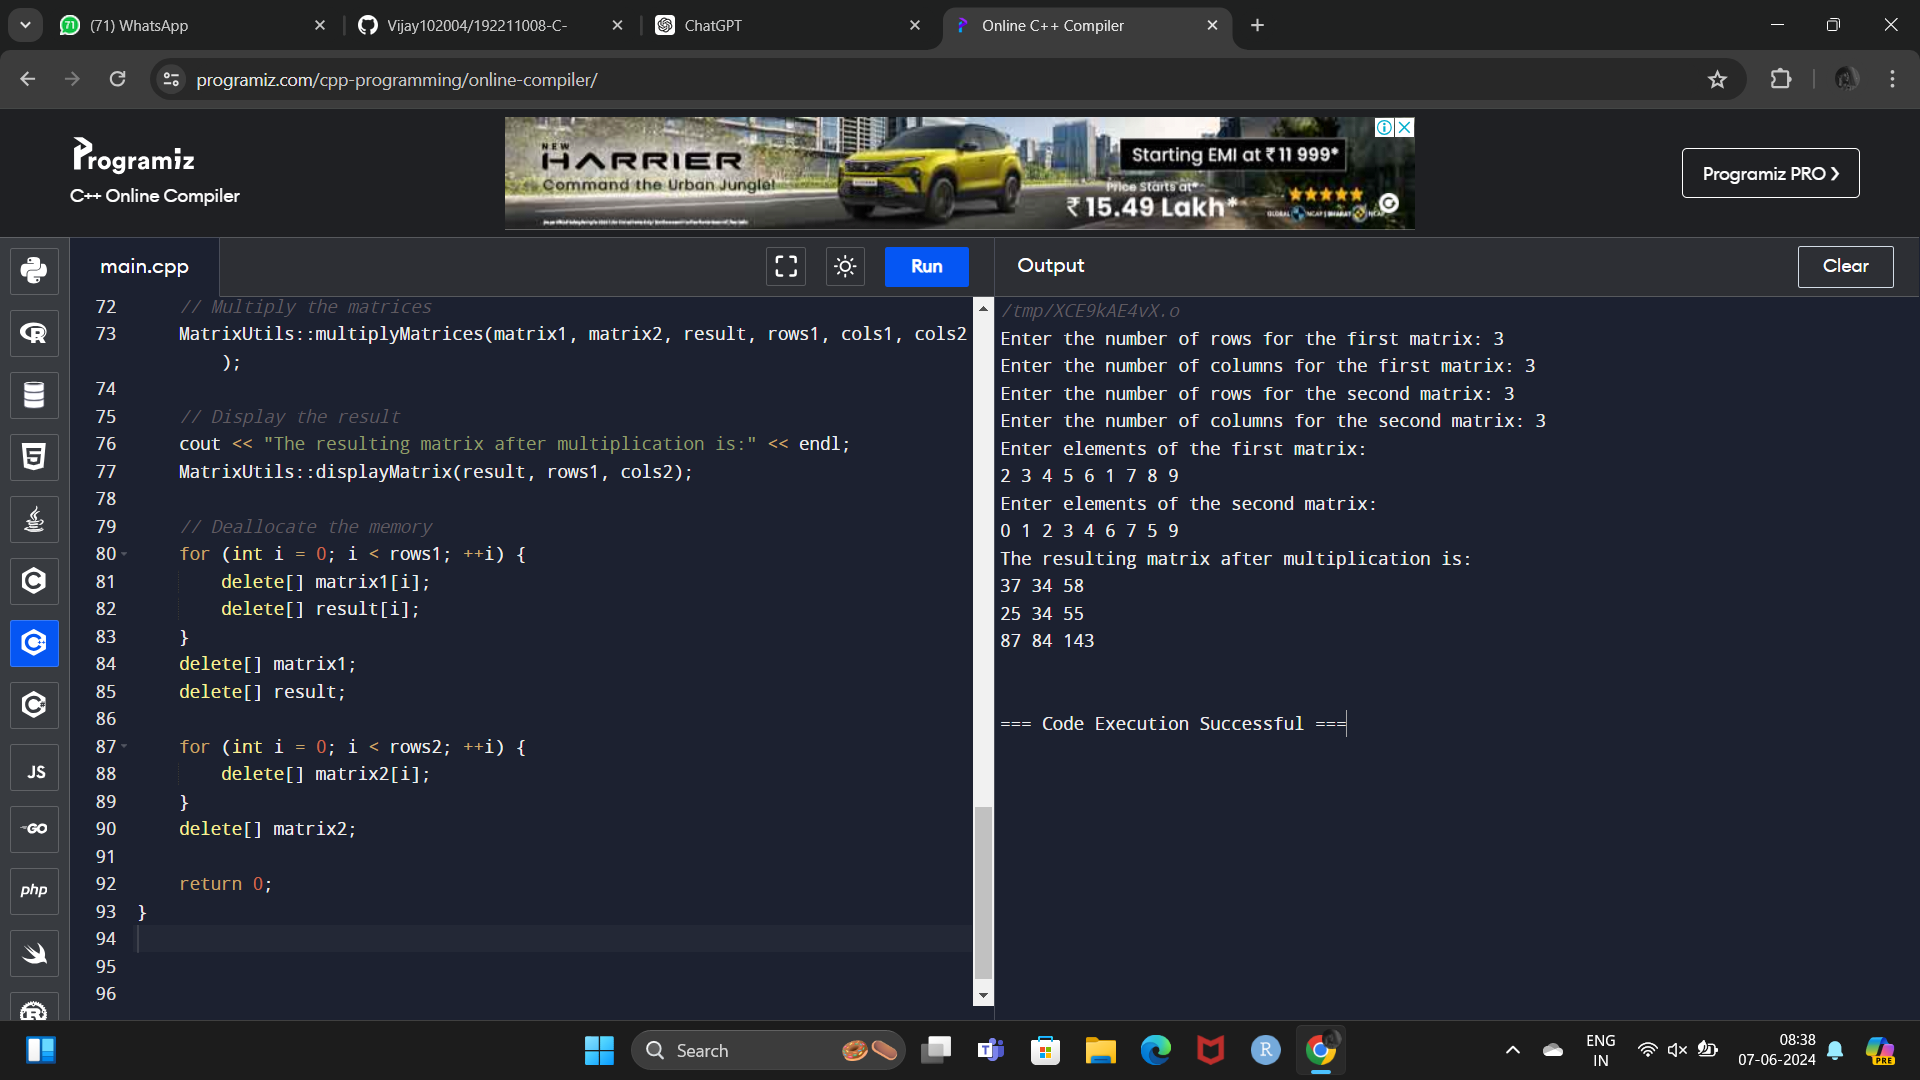 (71) WhatsApp
Vijay102004/192211008-C-
ChatGPT
Online C++ Compiler
programiz.com/cpp-programming/online-compiler/
Programiz
C++ Online Compiler
NEW
HARRIER
Command the Urban Jungle!
Starting EMI at ₹11 999*
Price Starts at*
₹15.49 Lakh*
Programiz PRO ❯
main.cpp
Run
Output
Clear
72 // Multiply the matrices
73 MatrixUtils::multiplyMatrices(matrix1, matrix2, result, rows1, cols1, cols2
);
74
75 // Display the result
76 cout << "The resulting matrix after multiplication is:" << endl;
77 MatrixUtils::displayMatrix(result, rows1, cols2);
78
79 // Deallocate the memory
80 for (int i = 0; i < rows1; ++i) {
81 delete[] matrix1[i];
82 delete[] result[i];
83 }
84 delete[] matrix1;
85 delete[] result;
86
87 for (int i = 0; i < rows2; ++i) {
88 delete[] matrix2[i];
89 }
90 delete[] matrix2;
91
92 return 0;
93 }
94
95
96
/tmp/XCE9kAE4vX.o
Enter the number of rows for the first matrix: 3
Enter the number of columns for the first matrix: 3
Enter the number of rows for the second matrix: 3
Enter the number of columns for the second matrix: 3
Enter elements of the first matrix:
2 3 4 5 6 1 7 8 9
Enter elements of the second matrix:
0 1 2 3 4 6 7 5 9
The resulting matrix after multiplication is:
37 34 58
25 34 55
87 84 143
=== Code Execution Successful ===
JS
GO
php
Search
ENG
IN
08:38
07-06-2024
PRE